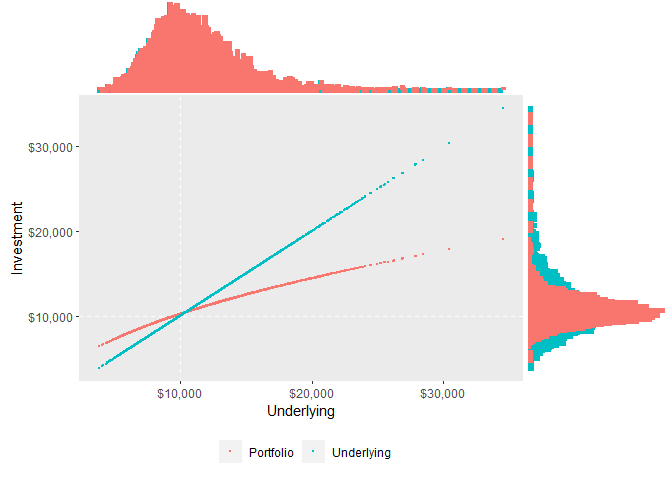 Investment
$30,000
$20,000
$10,000
$10,000 $20,000 $30,000
Underlying
Portfolio Underlying